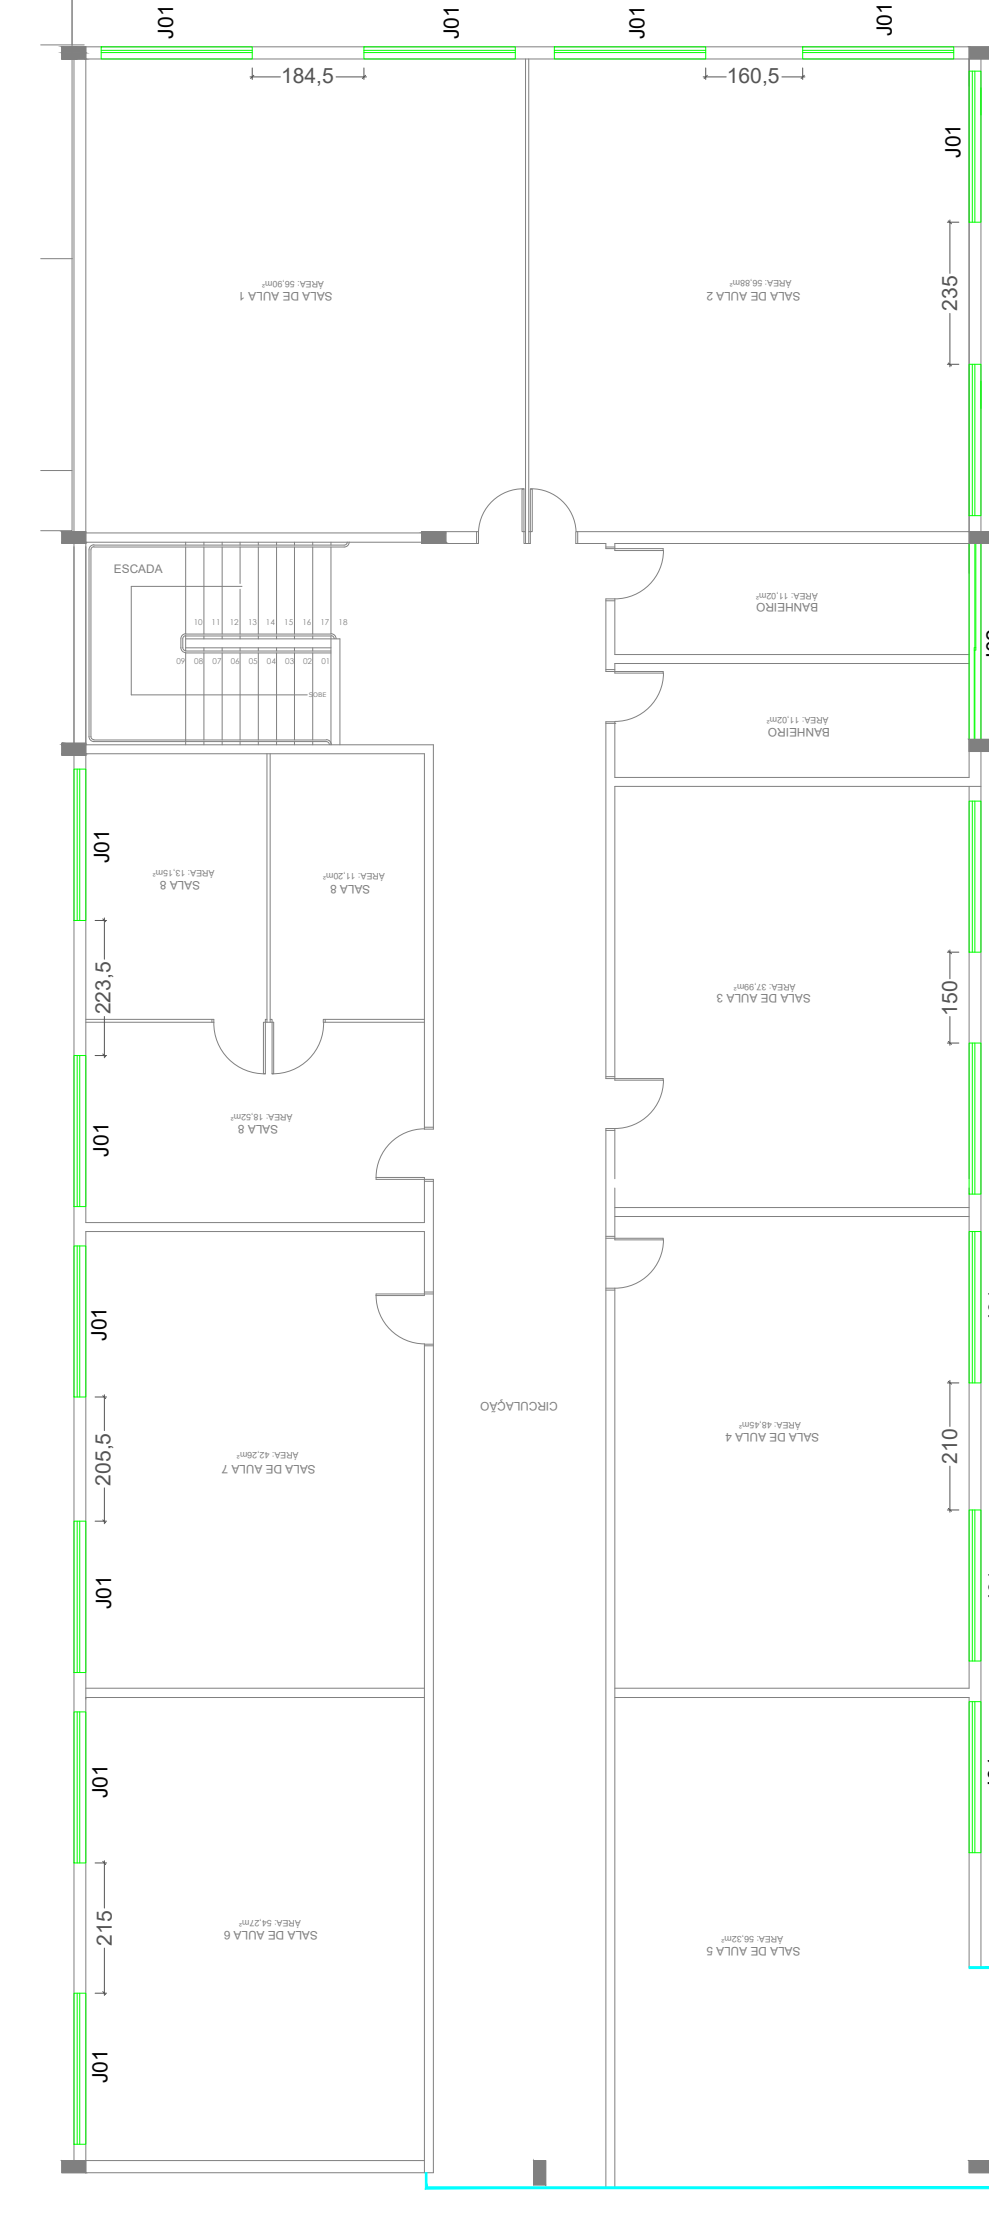 J01
J01
J01
J01
184,5
160,5
J01
235
ÁREA: 56,90m²
SALA DE AULA 1
ÁREA: 56,88m²
SALA DE AULA 2
ESCADA
10 11 12 13 14 15 16 17 18
09 08 07 06 05 04 03 02 01
SOBE
ÁREA: 11,02m²
BANHEIRO
ÁREA: 11,02m²
BANHEIRO
J01
ÁREA: 13,15m²
SALA 8
ÁREA: 11,20m²
SALA 8
223,5
ÁREA: 37,99m²
SALA DE AULA 3
150
J01
ÁREA: 18,52m²
SALA 8
J01
CIRCULAÇÃO
205,5
ÁREA: 42,26m²
SALA DE AULA 7
ÁREA: 48,45m²
SALA DE AULA 4
210
J01
J01
215
ÁREA: 54,27m²
SALA DE AULA 6
ÁREA: 56,32m²
SALA DE AULA 5
J01